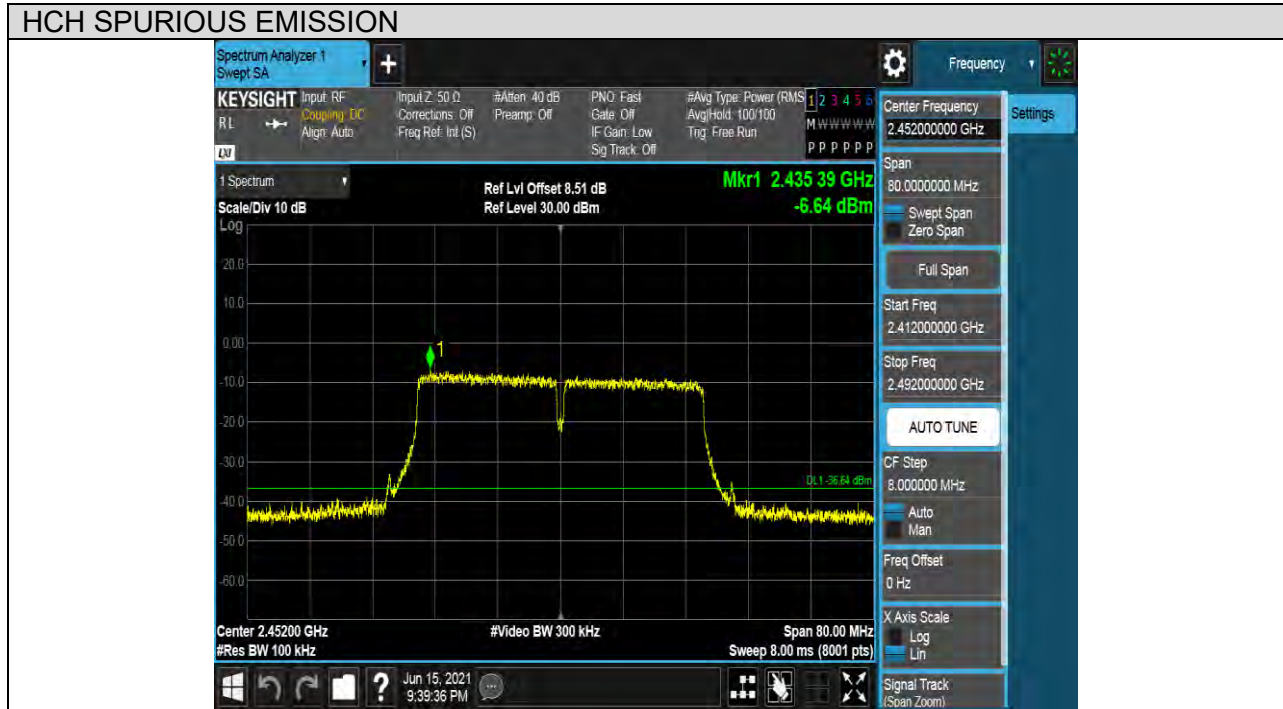 HCH SPURIOUS EMISSION
Spectrum Analyzer 1
Swept SA
+
Frequency
KEYSIGHT
RL
LXI
Input: RF
Coupling: DC
Align: Auto
Input Z: 50 Ω
Corrections: Off
Freq Ref: Int (S)
#Atten: 40 dB
Preamp: Off
PNO: Fast
Gate: Off
IF Gain: Low
Sig Track: Off
#Avg Type: Power (RMS
Avg|Hold: 100/100
Trig: Free Run
1 2 3 4 5 6
M W W W W W
P P P P P P
Settings
1 Spectrum
Scale/Div 10 dB
Ref Lvl Offset 8.51 dB
Ref Level 30.00 dBm
Mkr1 2.435 39 GHz
-6.64 dBm
Log
20.0
10.0
0.00
-10.0
-20.0
-30.0
-40.0
-50.0
-60.0
1
DL1 -36.64 dBm
Center 2.45200 GHz
#Res BW 100 kHz
#Video BW 300 kHz
Span 80.00 MHz
Sweep 8.00 ms (8001 pts)
Center Frequency
2.452000000 GHz
Span
80.0000000 MHz
Swept Span
Zero Span
Full Span
Start Freq
2.412000000 GHz
Stop Freq
2.492000000 GHz
AUTO TUNE
CF Step
8.000000 MHz
Auto
Man
Freq Offset
0 Hz
X Axis Scale
Log
Lin
Signal Track
(Span Zoom)
?
Jun 15, 2021
9:39:36 PM